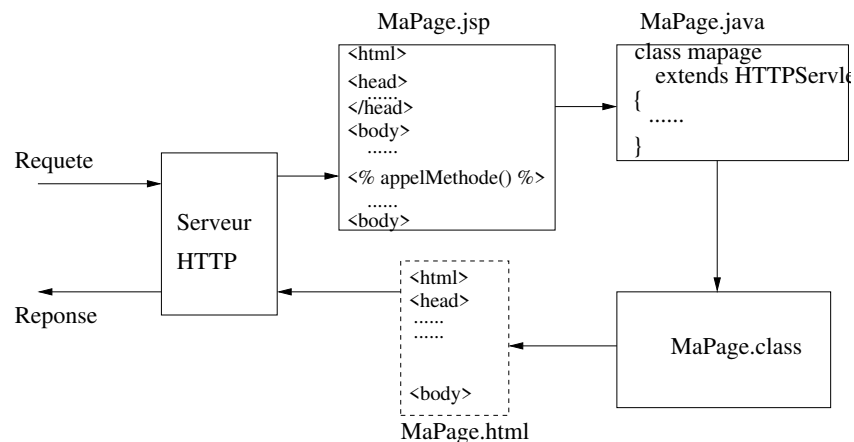 MaPage.jsp
<html>
<head>
......
</head>
<body>
......
<% appelMethode() %>
......
<body>
MaPage.java
class mapage
extends HTTPServle
{
......
}
Requete
Serveur
HTTP
Reponse
<html>
<head>
......
......
<body>
MaPage.html
MaPage.class